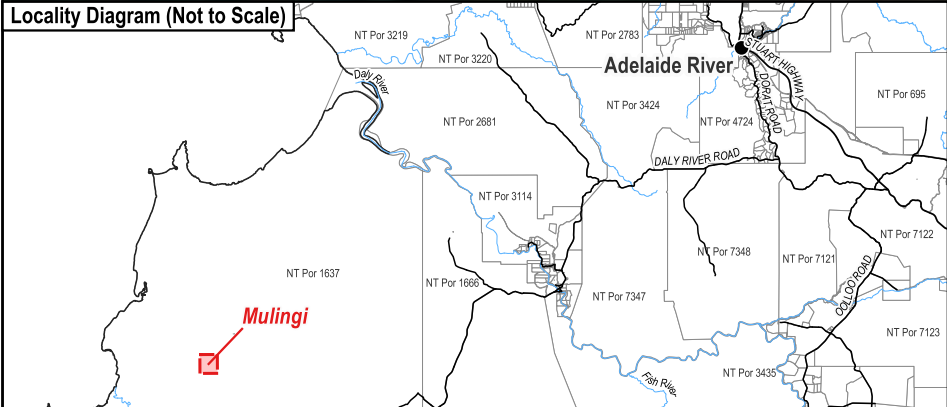 Locality Diagram (Not to Scale)
NT Por 3219
NT Por 2783
NT Por 3220
Adelaide River
STUART HIGHWAY
Daly River
DORAT ROAD
NT Por 695
NT Por 3424
NT Por 2681
NT Por 4724
DALY RIVER ROAD
NT Por 3114
NT Por 7122
NT Por 7348
NT Por 7121
NT Por 1637
NT Por 1666
OOLLOO ROAD
NT Por 7347
Mulingi
NT Por 7123
NT Por 3435
Fish River